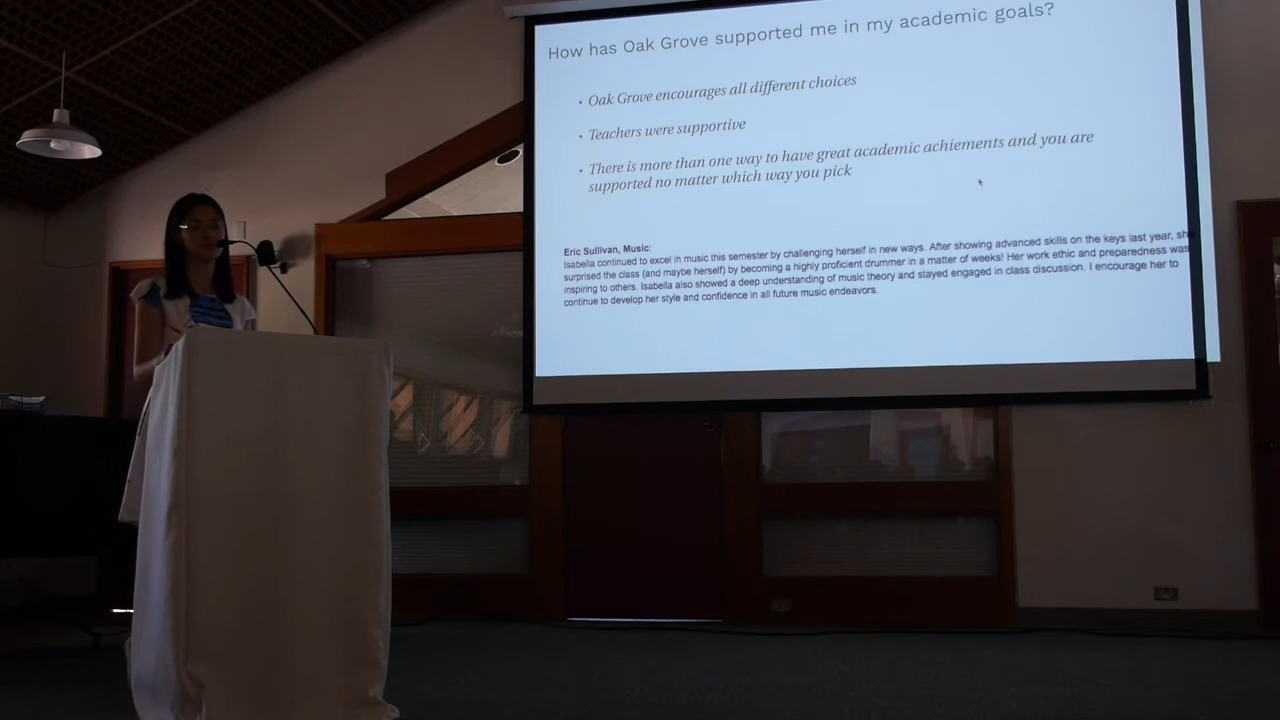 How has Oak Grove supported me in my academic goals?
• Oak Grove encourages all different choices
• Teachers were supportive
• There is more than one way to have great academic achiements and you are
supported no matter which way you pick
Eric Sullivan, Music:
Isabella continued to excel in music this semester by challenging herself in new ways. After showing advanced skills on the keys last year, she
surprised the class (and maybe herself) by becoming a highly proficient drummer in a matter of weeks! Her work ethic and preparedness was
inspiring to others. Isabella also showed a deep understanding of music theory and stayed engaged in class discussion. I encourage her to
continue to develop her style and confidence in all future music endeavors.